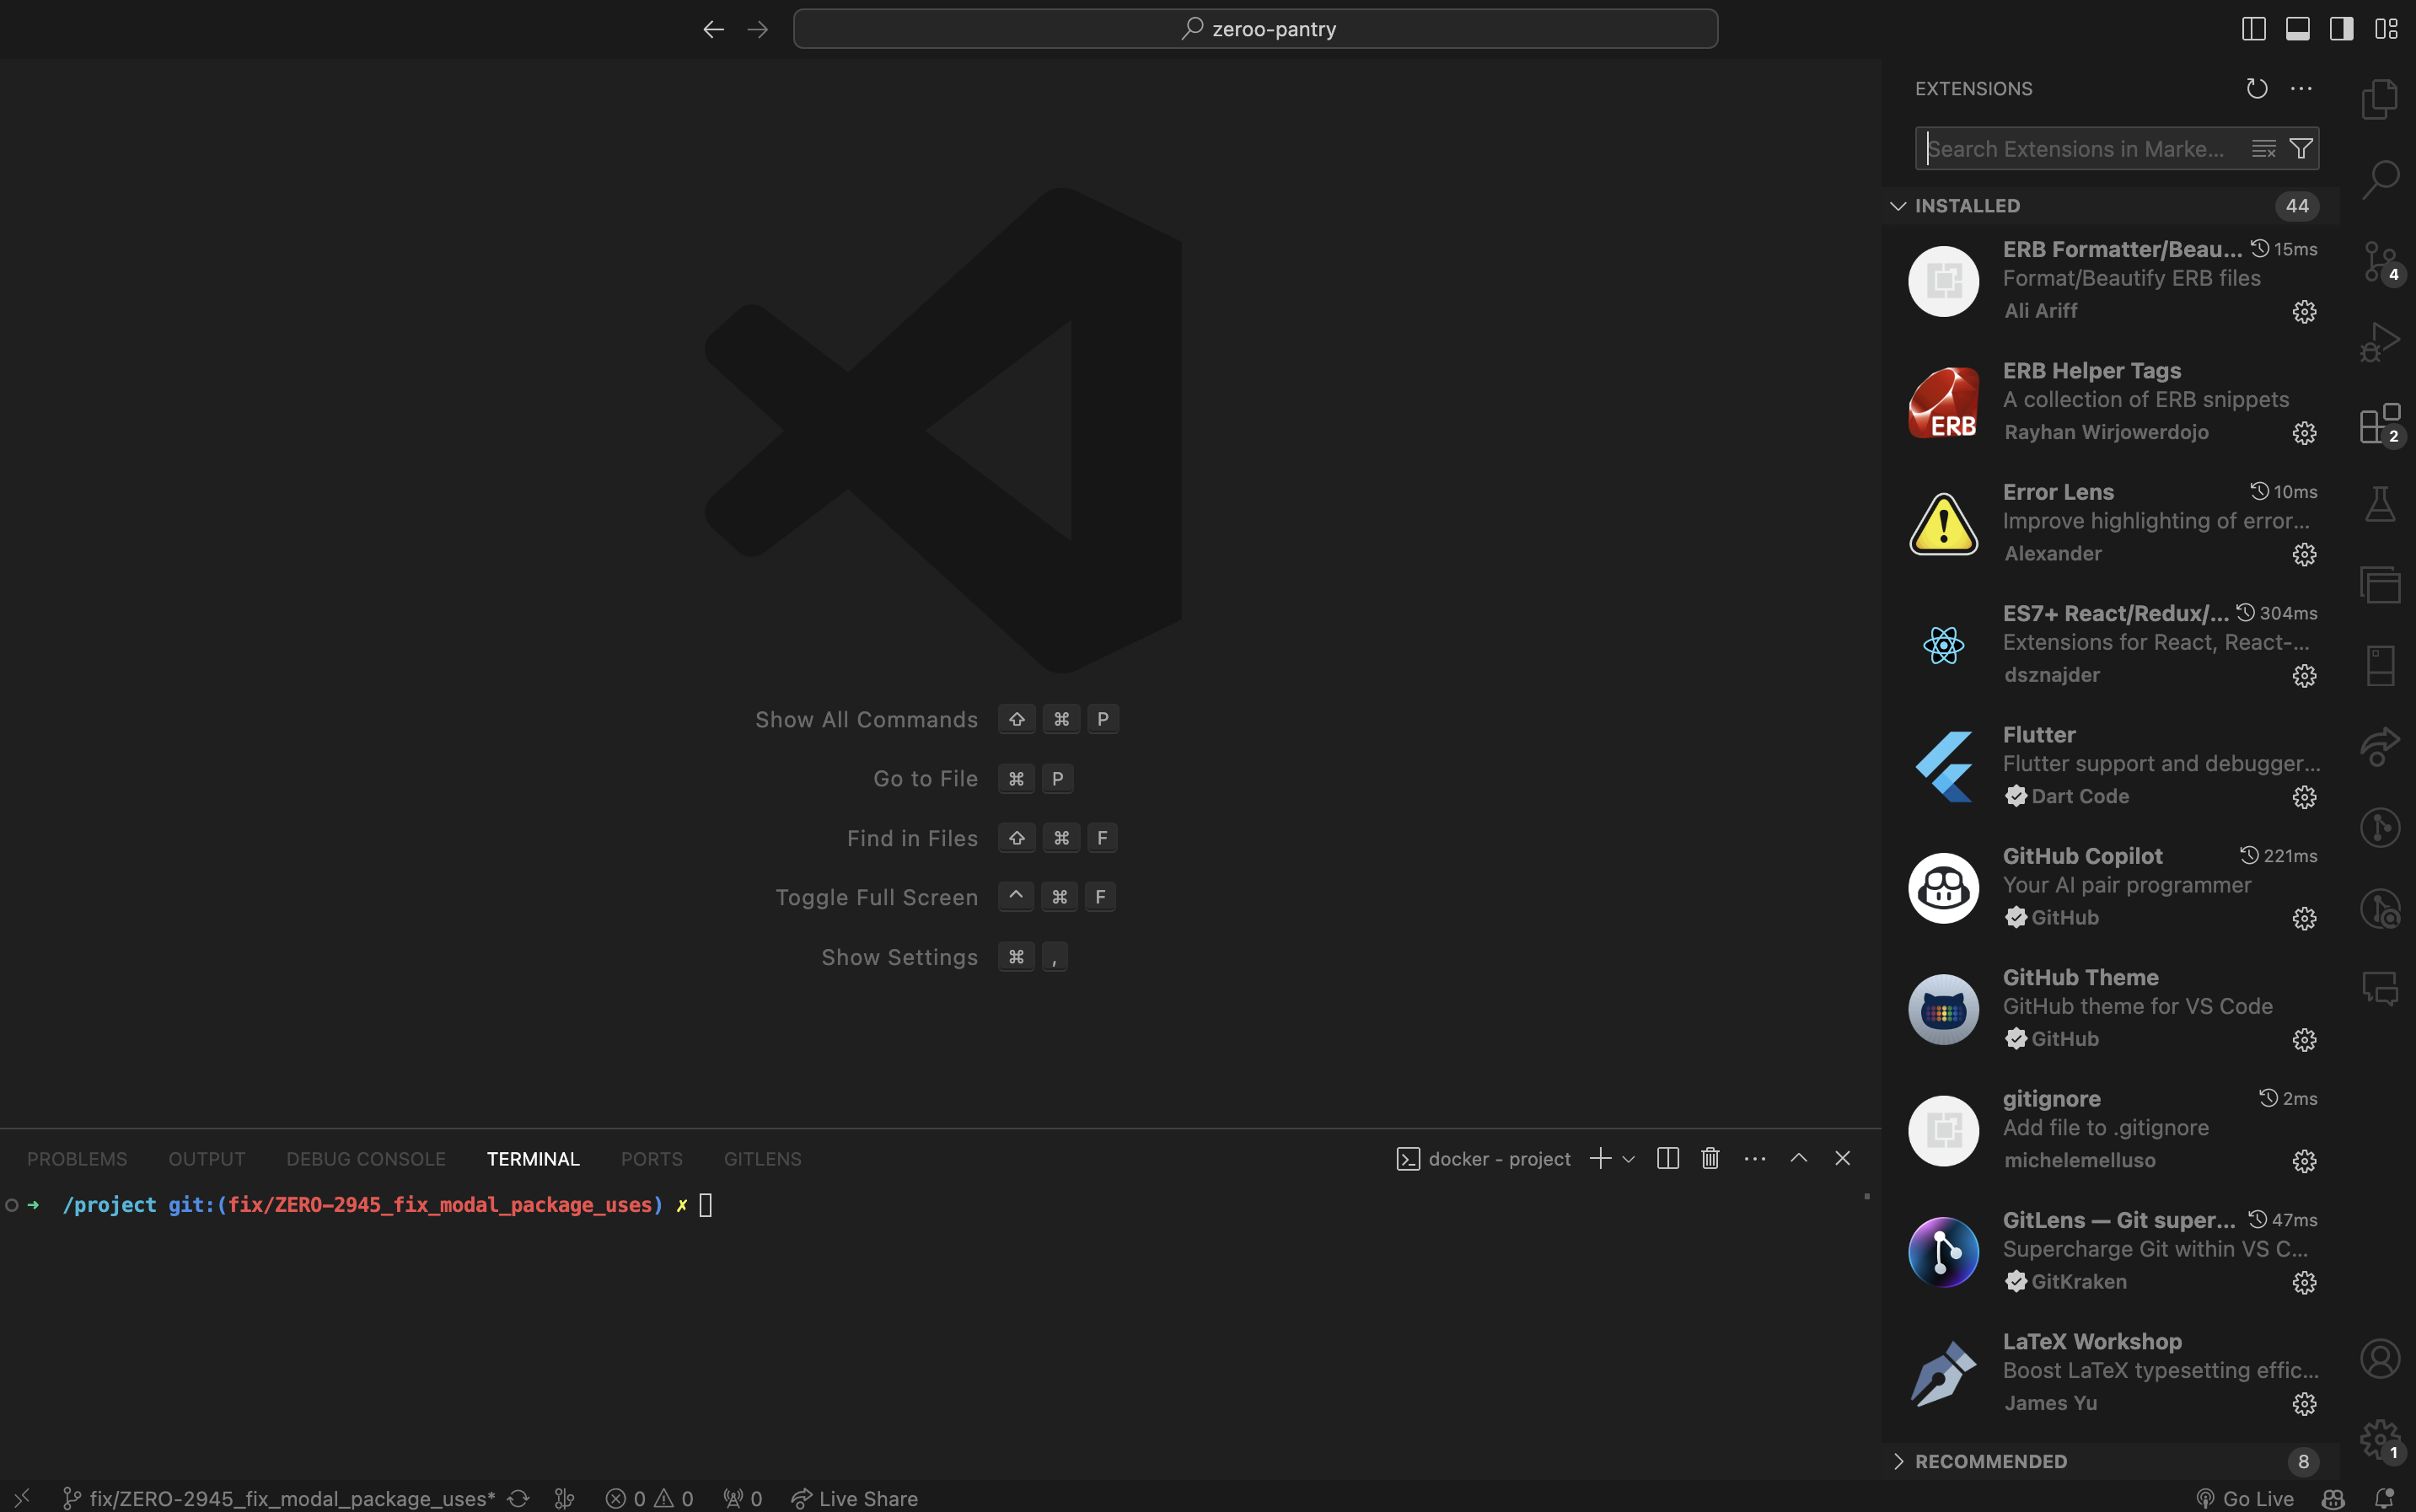 zeroo-pantry
EXTENSIONS
Search Extensions in Marke...
INSTALLED 44
ERB Formatter/Beau... 15ms
Format/Beautify ERB files
Ali Ariff
ERB
ERB Helper Tags
A collection of ERB snippets
Rayhan Wirjowerdojo
Error Lens 10ms
Improve highlighting of error...
Alexander
ES7+ React/Redux/... 304ms
Extensions for React, React-...
dsznajder
Flutter
Flutter support and debugger...
Dart Code
GitHub Copilot 221ms
Your AI pair programmer
GitHub
GitHub Theme
GitHub theme for VS Code
GitHub
gitignore 2ms
Add file to .gitignore
michelemelluso
GitLens — Git super... 47ms
Supercharge Git within VS C...
GitKraken
LaTeX Workshop
Boost LaTeX typesetting effic...
James Yu
RECOMMENDED 8
4
2
1
Show All Commands ⇧ ⌘ P
Go to File ⌘ P
Find in Files ⇧ ⌘ F
Toggle Full Screen ^ ⌘ F
Show Settings ⌘ ,
PROBLEMS OUTPUT DEBUG CONSOLE TERMINAL PORTS GITLENS docker - project
➜ /project git:(fix/ZERO-2945_fix_modal_package_uses) ✗
fix/ZERO-2945_fix_modal_package_uses* 0 0 0 Live Share Go Live